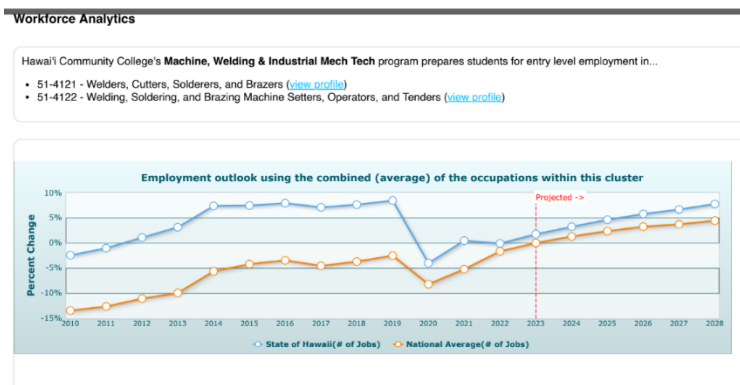 Workforce Analytics
Hawai'i Community College's Machine, Welding & Industrial Mech Tech program prepares students for entry level employment in...
• 51-4121 - Welders, Cutters, Solderers, and Brazers (view profile)
• 51-4122 - Welding, Soldering, and Brazing Machine Setters, Operators, and Tenders (view profile)
Employment outlook using the combined (average) of the occupations within this cluster
Projected ->
Percent Change
10%
5%
0%
-5%
-10%
-15%
2010 2011 2012 2013 2014 2015 2016 2017 2018 2019 2020 2021 2022 2023 2024 2025 2026 2027 2028
State of Hawaii(# of Jobs) National Average(# of Jobs)